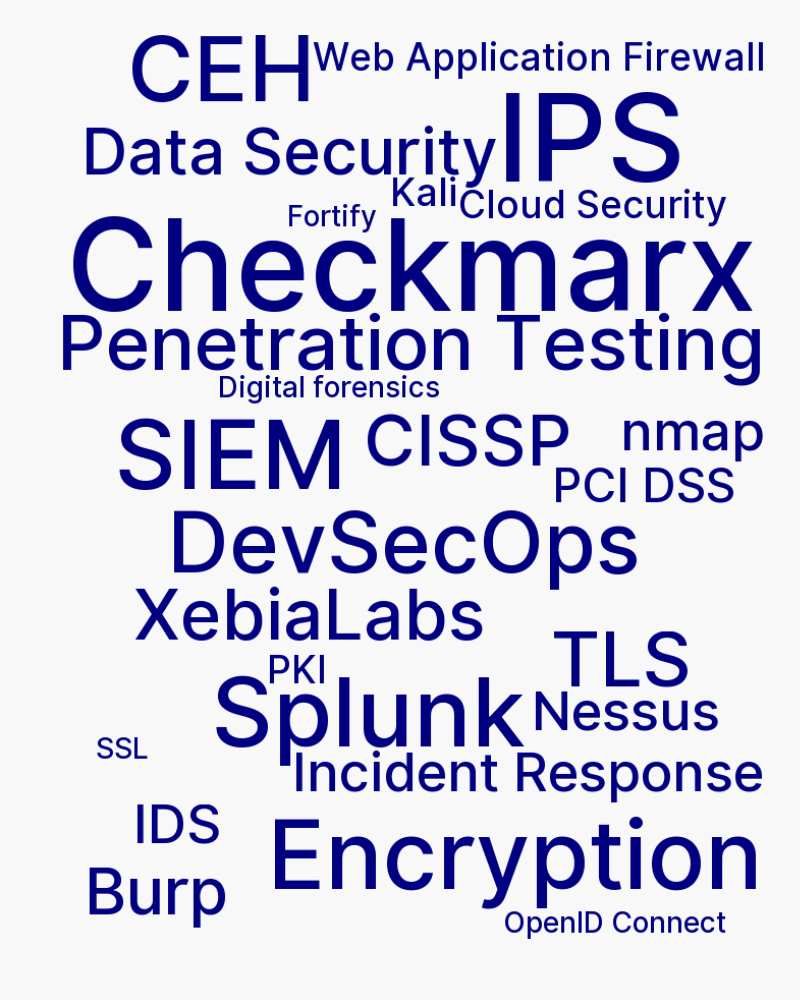 CEH
Web Application Firewall
IPS
Data Security
Kali
Cloud Security
Fortify
Checkmarx
Penetration Testing
Digital forensics
SIEM
CISSP
nmap
PCI DSS
DevSecOps
XebiaLabs
TLS
PKI
Splunk
Nessus
SSL
Incident Response
IDS
Encryption
Burp
OpenID Connect